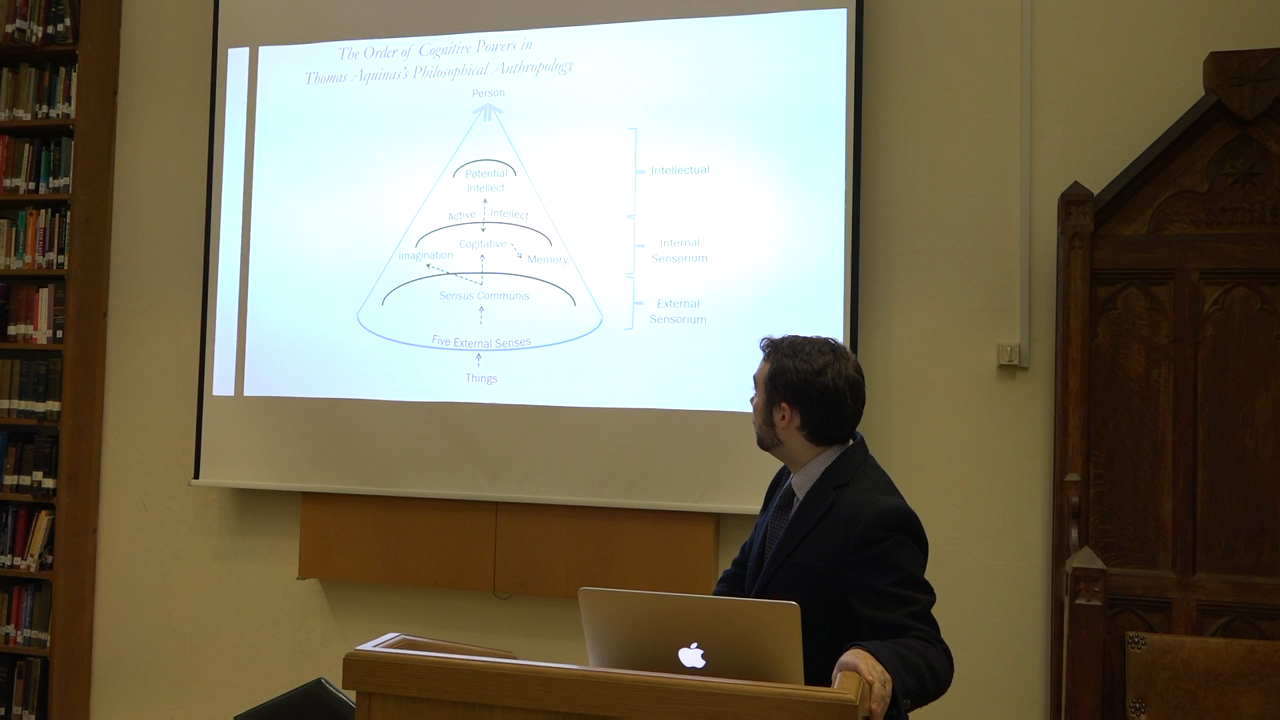 The Order of Cognitive Powers in
Thomas Aquinas's Philosophical Anthropology
Person
Potential
Intellect
Active Intellect
Cogitative
Imagination
Memory
Sensus Communis
Five External Senses
Things
Intellectual
Internal
Sensorium
External
Sensorium